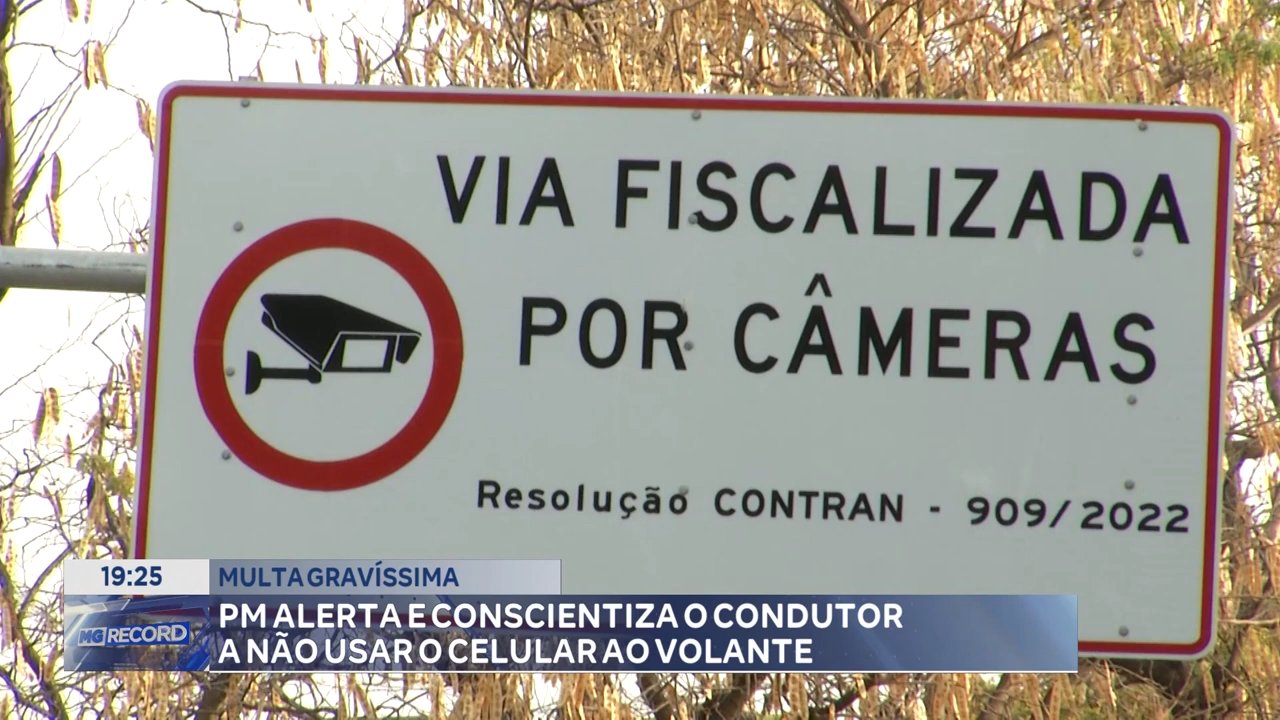 VIA FISCALIZADA
POR CÂMERAS
Resolução CONTRAN - 909/2022
19:25
MULTA GRAVÍSSIMA
MG RECORD
PM ALERTA E CONSCIENTIZA O CONDUTOR
A NÃO USAR O CELULAR AO VOLANTE